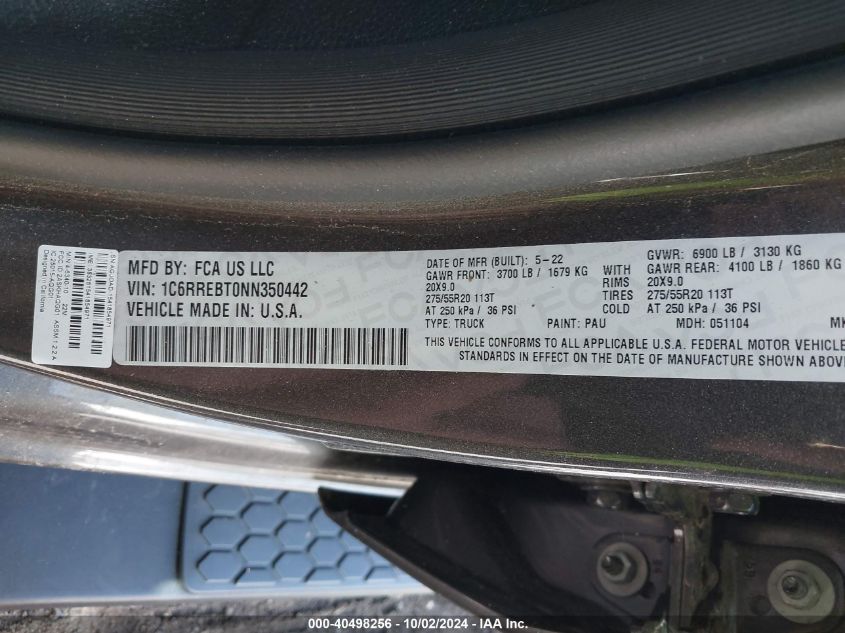 MFD BY: FCA US LLC
VIN: 1C6RREBT0NN350442
VEHICLE MADE IN: U.S.A.
DATE OF MFR (BUILT): 5-22 GVWR: 6900 LB / 3130 KG
GAWR FRONT: 3700 LB / 1679 KG WITH GAWR REAR: 4100 LB / 1860 KG
20X9.0 RIMS 20X9.0
275/55R20 113T TIRES 275/55R20 113T
AT 250 kPa / 36 PSI COLD AT 250 kPa / 36 PSI
TYPE: TRUCK PAINT: PAU MDH: 051104
THIS VEHICLE CONFORMS TO ALL APPLICABLE U.S.A. FEDERAL MOTOR VEHICLE
STANDARDS IN EFFECT ON THE DATE OF MANUFACTURE SHOWN ABOVE
000-40498256 - 10/02/2024 - IAA Inc.